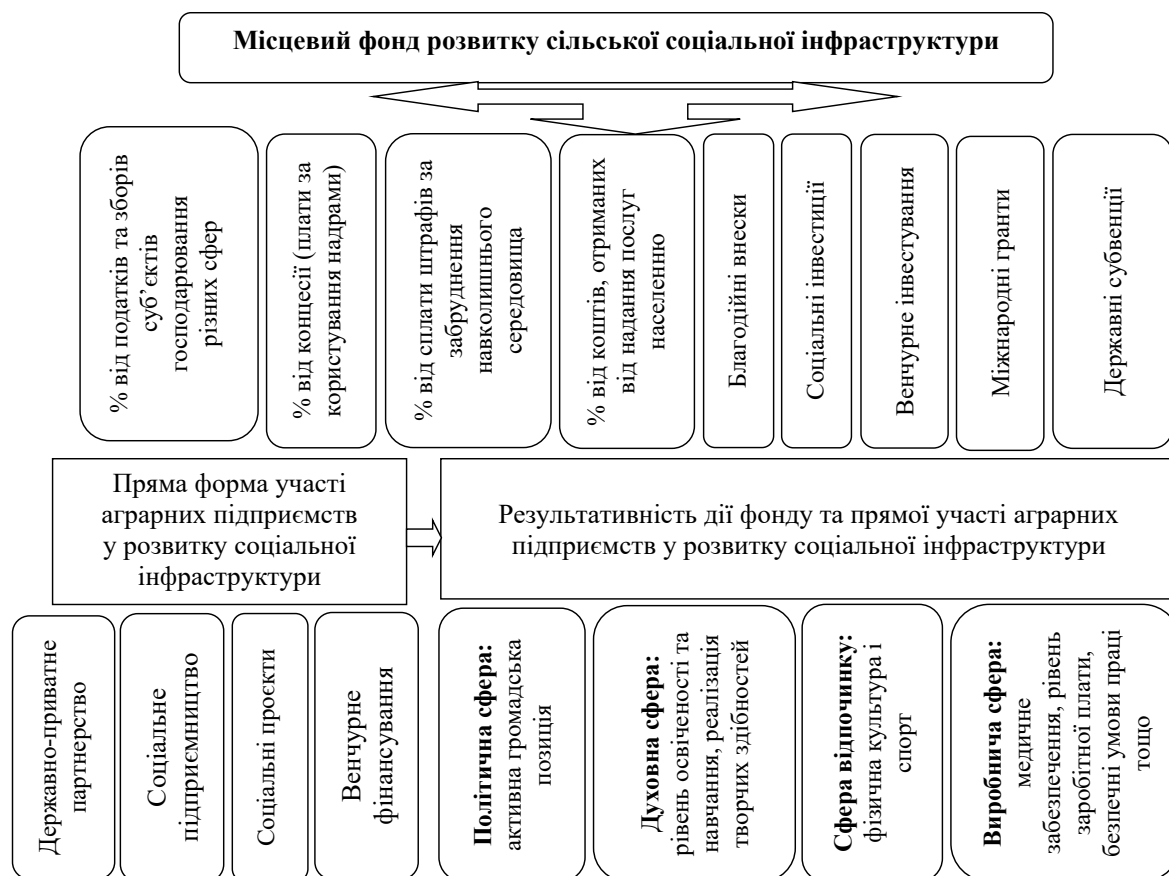 Місцевий фонд розвитку сільської соціальної інфраструктури
% від податків та зборів
суб’єктів
господарювання
різних сфер
% від концесії (плати за
користування надрами)
% від сплати штрафів за
забруднення
навколишнього
середовища
% від коштів, отриманих
від надання послуг
населенню
Благодійні внески
Соціальні інвестиції
Венчурне інвестування
Міжнародні гранти
Державні субвенції
Пряма форма участі
аграрних підприємств
у розвитку соціальної
інфраструктури
Результативність дії фонду та прямої участі аграрних
підприємств у розвитку соціальної інфраструктури
Державно-приватне
партнерство
Соціальне
підприємництво
Соціальні проєкти
Венчурне
фінансування
Політична сфера:
активна громадська
позиція
Духовна сфера:
рівень освіченості та
навчання, реалізація
творчих здібностей
Сфера відпочинку:
фізична культура і
спорт
Виробнича сфера:
медичне
забезпечення, рівень
заробітної плати,
безпечні умови праці
тощо